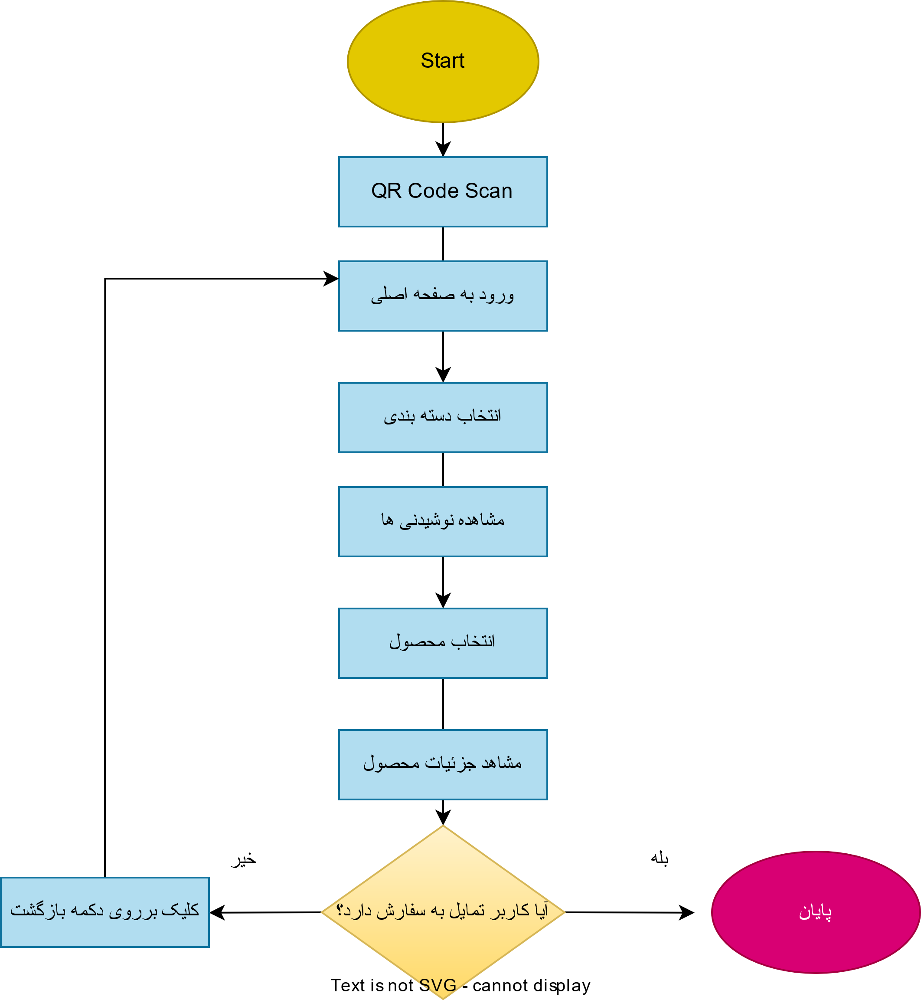 Start
QR Code Scan
ورود به صفحه اصلی
انتخاب دسته بندی
مشاهده نوشیدنی ها
انتخاب محصول
مشاهد جزئیات محصول
خیر
بله
کلیک برروی دکمه بازگشت
آیا کاربر تمایل به سفارش دارد؟
پایان
Text is not SVG - cannot display